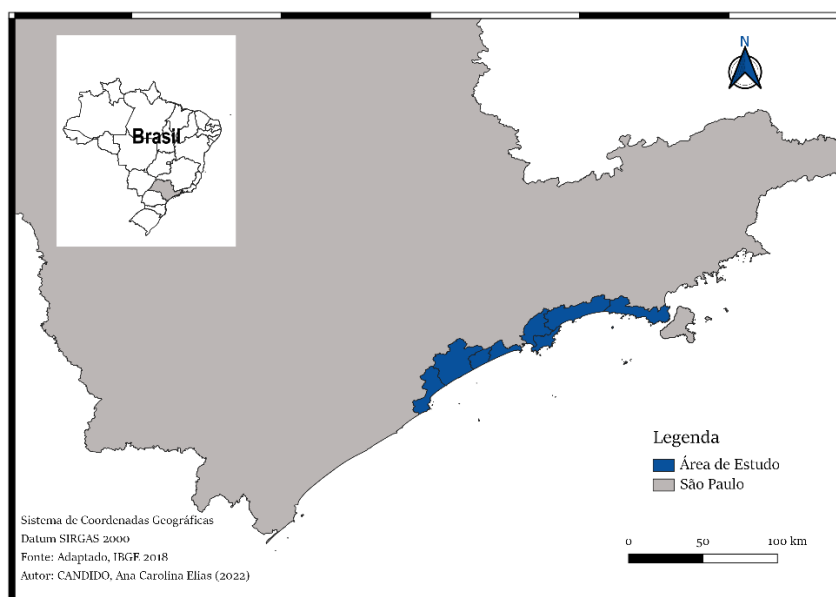 N
Brasil
Legenda
Área de Estudo
São Paulo
Sistema de Coordenadas Geográficas
Datum SIRGAS 2000
Fonte: Adaptado, IBGE 2018
Autor: CANDIDO, Ana Carolina Elias (2022)
0 50 100 km